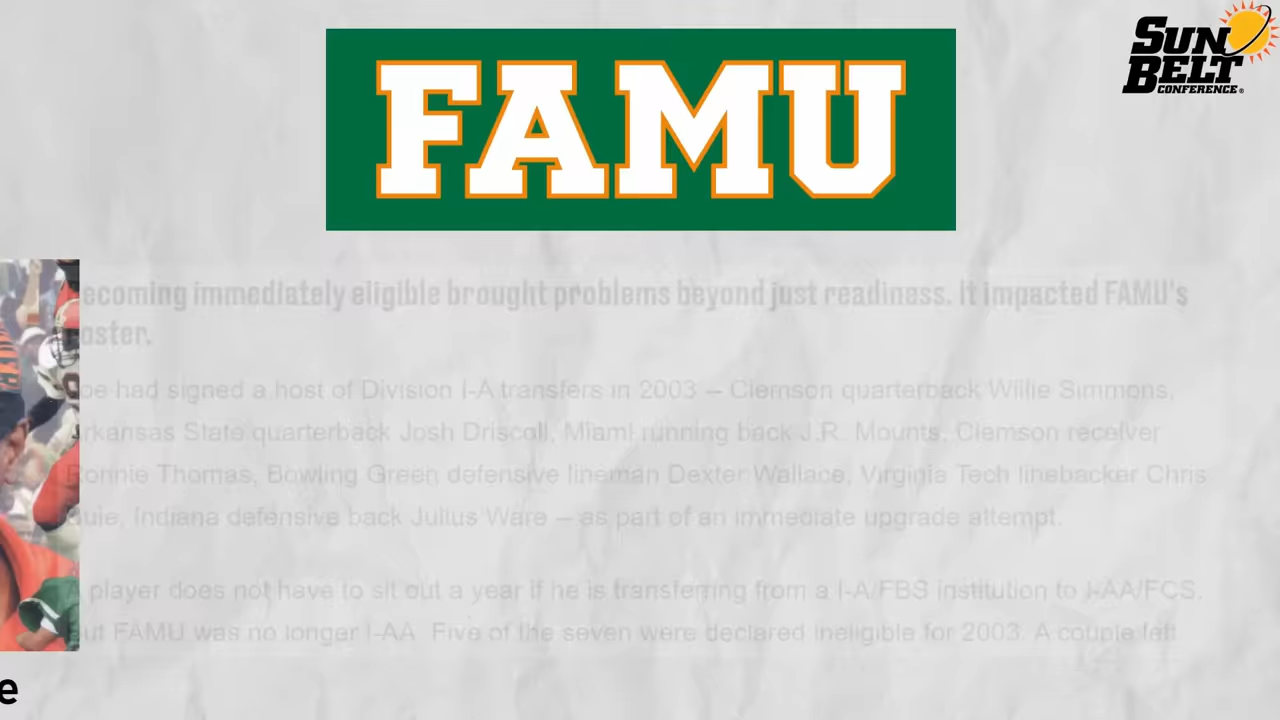 SUN
BELT
CONFERENCE
FAMU
ecoming immediately eligible brought problems beyond just readiness. It impacted FAMU's
oster.
be had signed a host of Division I-A transfers in 2003 – Clemson quarterback Willie Simmons,
rkansas State quarterback Josh Driscoll, Miami running back J.R. Mounts, Clemson receiver
Ronnie Thomas, Bowling Green defensive lineman Dexter Wallace, Virginia Tech linebacker Chris
uie, Indiana defensive back Julius Ware – as part of an immediate upgrade attempt.
A player does not have to sit out a year if he is transferring from a I-A/FBS institution to I-AA/FCS.
ut FAMU was no longer I-AA. Five of the seven were declared ineligible for 2003. A couple left
e